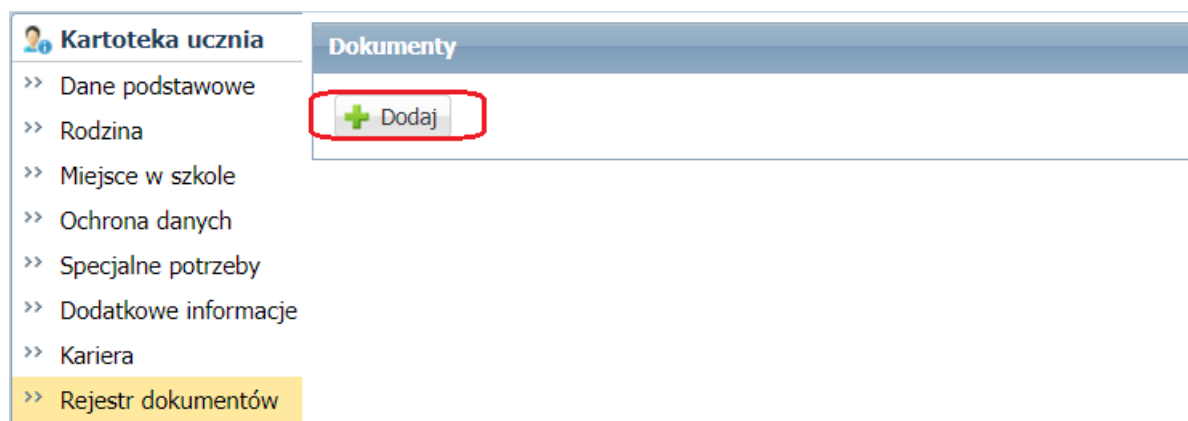 Kartoteka ucznia
>> Dane podstawowe
>> Rodzina
>> Miejsce w szkole
>> Ochrona danych
>> Specjalne potrzeby
>> Dodatkowe informacje
>> Kariera
>> Rejestr dokumentów
Dokumenty
Dodaj